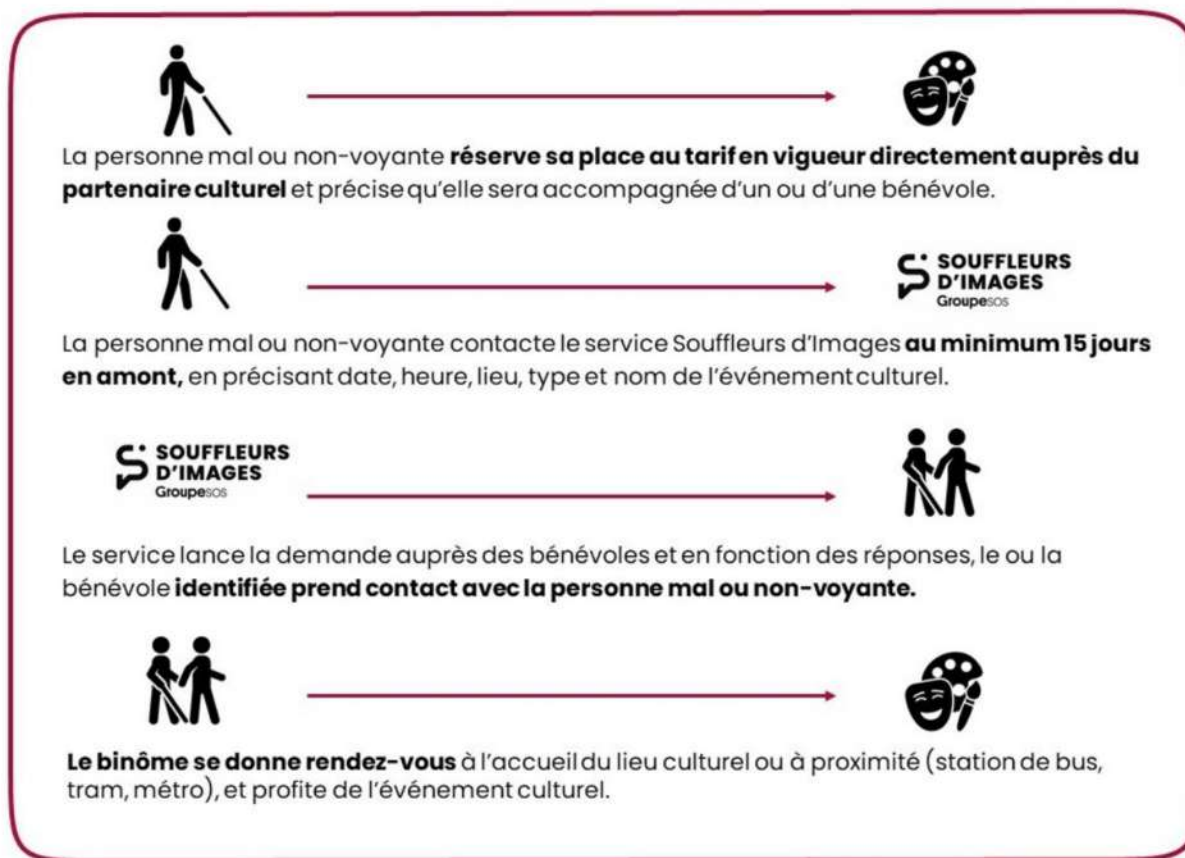 La personne mal ou non-voyante réserve sa place au tarif en vigueur directement auprès du
partenaire culturel et précise qu'elle sera accompagnée d'un ou d'une bénévole.
SOUFFLEURS
D'IMAGES
Groupesos
La personne mal ou non-voyante contacte le service Souffleurs d'Images au minimum 15 jours
en amont, en précisant date, heure, lieu, type et nom de l'événement culturel.
SOUFFLEURS
D'IMAGES
Groupesos
Le service lance la demande auprès des bénévoles et en fonction des réponses, le ou la
bénévole identifiée prend contact avec la personne mal ou non-voyante.
Le binôme se donne rendez-vous à l'accueil du lieu culturel ou à proximité (station de bus,
tram, métro), et profite de l'événement culturel.